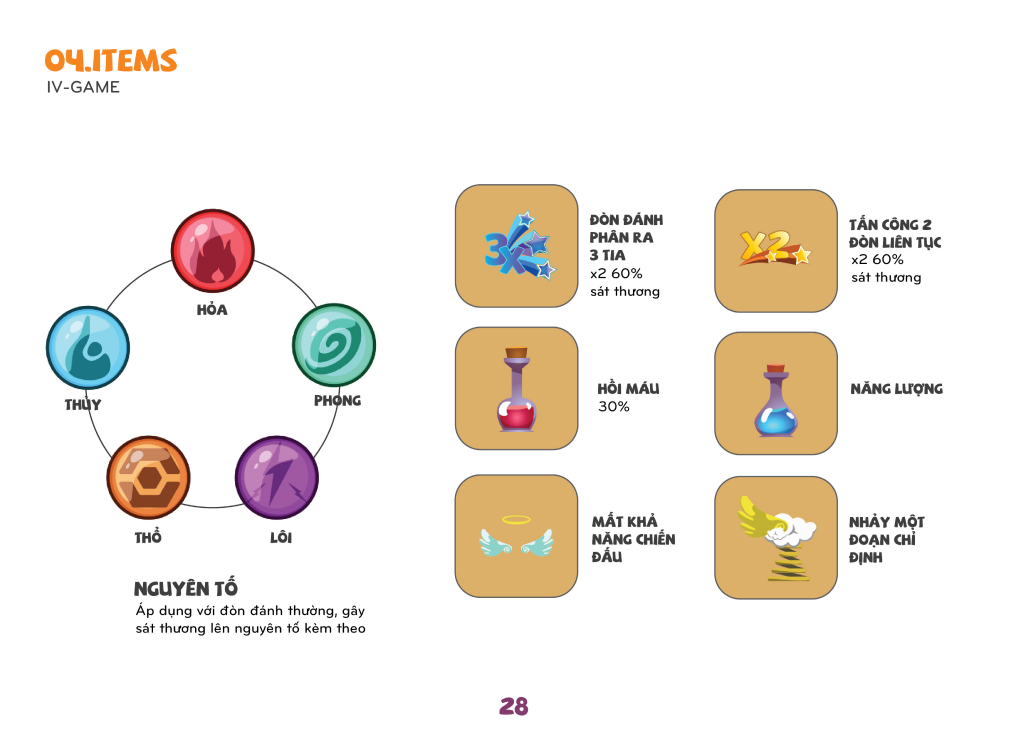 04.ITEMS
IV-GAME
HỎA
THỦY
PHONG
THỔ
LÔI
NGUYÊN TỐ
Áp dụng với đòn đánh thường, gây
sát thương lên nguyên tố kèm theo
3X
ĐÒN ĐÁNH
PHÂN RA
3 TIA
x2 60%
sát thương
X2
TẤN CÔNG 2
ĐÒN LIÊN TỤC
x2 60%
sát thương
HỒI MÁU
30%
NĂNG LƯỢNG
MẤT KHẢ
NĂNG CHIẾN
ĐẤU
NHẢY MỘT
ĐOẠN CHỈ
ĐỊNH
28